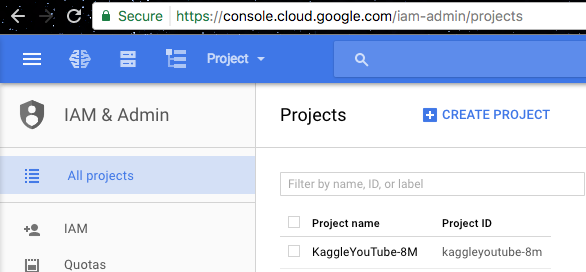 Secure https://console.cloud.google.com/iam-admin/projects
Project
IAM & Admin
Projects CREATE PROJECT
All projects
Filter by name, ID, or label
Project name Project ID
IAM
KaggleYouTube-8M kaggleyoutube-8m
Quotas